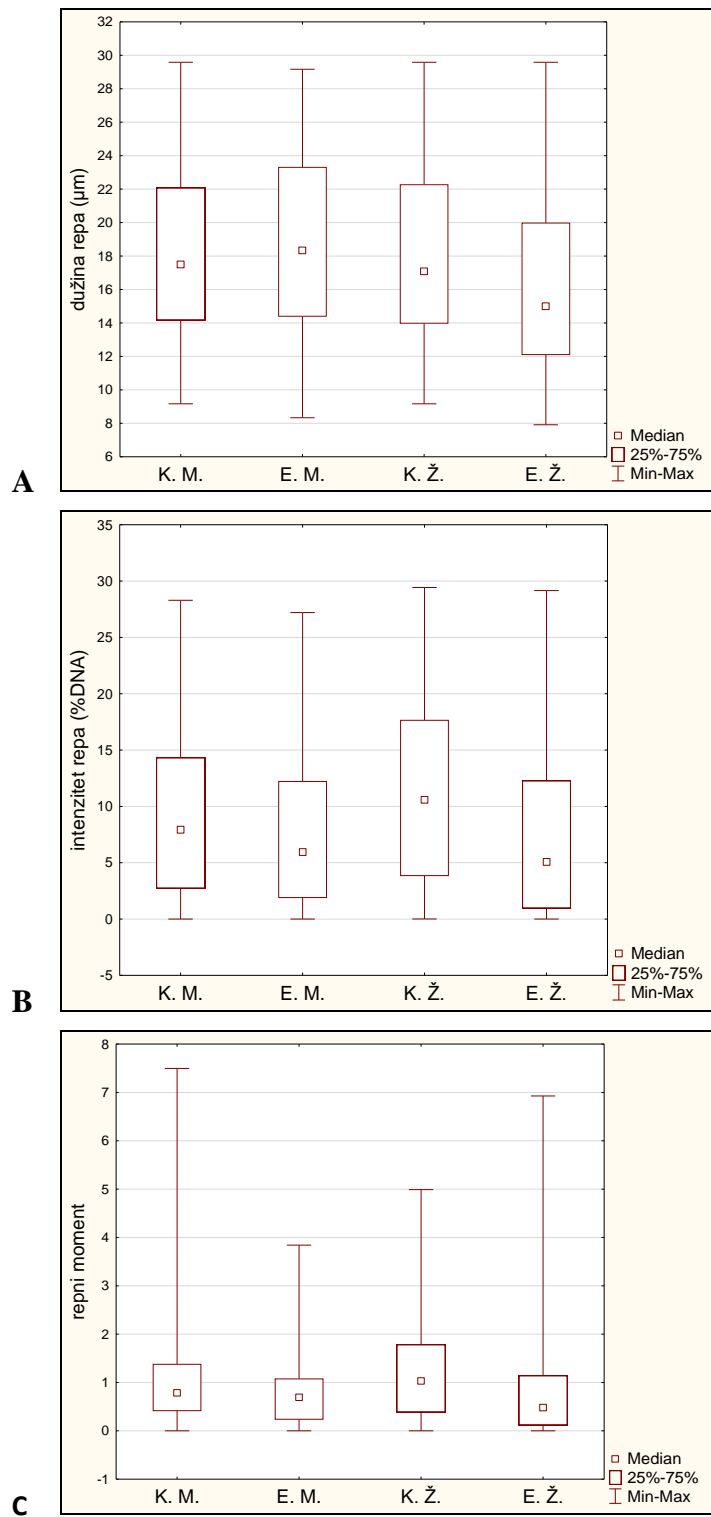 32
30
28
26
24
22
20
18
16
14
12
10
8
6
dužina repa (µm)
K. M. E. M. K. Ž. E. Ž.
Median
25%-75%
Min-Max
A
35
30
25
20
15
10
5
0
-5
intenzitet repa (%DNA)
K. M. E. M. K. Ž. E. Ž.
Median
25%-75%
Min-Max
B
8
7
6
5
4
3
2
1
0
-1
repni moment
K. M. E. M. K. Ž. E. Ž.
Median
25%-75%
Min-Max
C